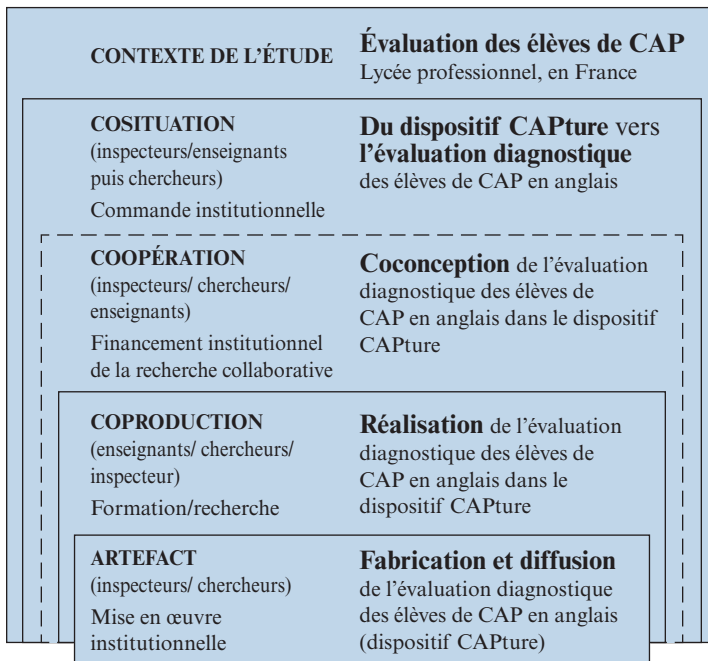 CONTEXTE DE L’ÉTUDE
Évaluation des élèves de CAP
Lycée professionnel, en France
COSITUATION
(inspecteurs/enseignants
puis chercheurs)
Commande institutionnelle
Du dispositif CAPture vers
l’évaluation diagnostique
des élèves de CAP en anglais
COOPÉRATION
(inspecteurs/ chercheurs/
enseignants)
Financement institutionnel
de la recherche collaborative
Coconception de l’évaluation
diagnostique des élèves de
CAP en anglais dans le dispositif
CAPture
COPRODUCTION
(enseignants/ chercheurs/
inspecteur)
Formation/recherche
Réalisation de l’évaluation
diagnostique des élèves de
CAP en anglais dans le
dispositif CAPture
ARTEFACT
(inspecteurs/ chercheurs)
Mise en œuvre
institutionnelle
Fabrication et diffusion
de l’évaluation diagnostique
des élèves de CAP en anglais
(dispositif CAPture)